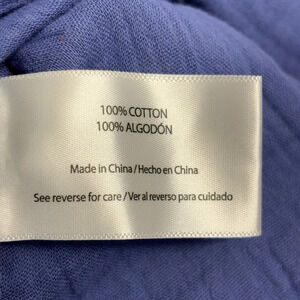 100% COTTON
100% ALGODÓN
Made in China / Hecho en China
See reverse for care / Ver al reverso para cuidado